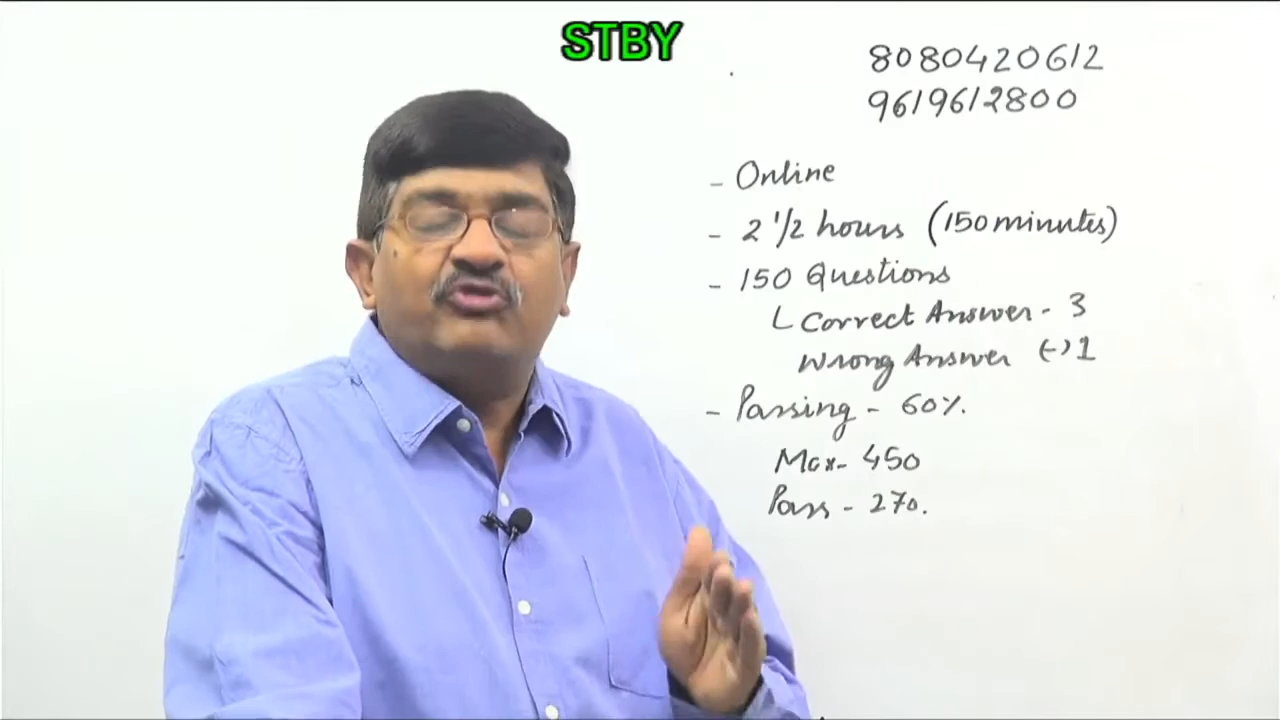 STBY
8080420612
9619612800
- Online
- 2 1/2 hours (150 minutes)
- 150 Questions
Correct Answer - 3
Wrong Answer (-) 1
- Passing - 60%.
Max - 450
Pass - 270.